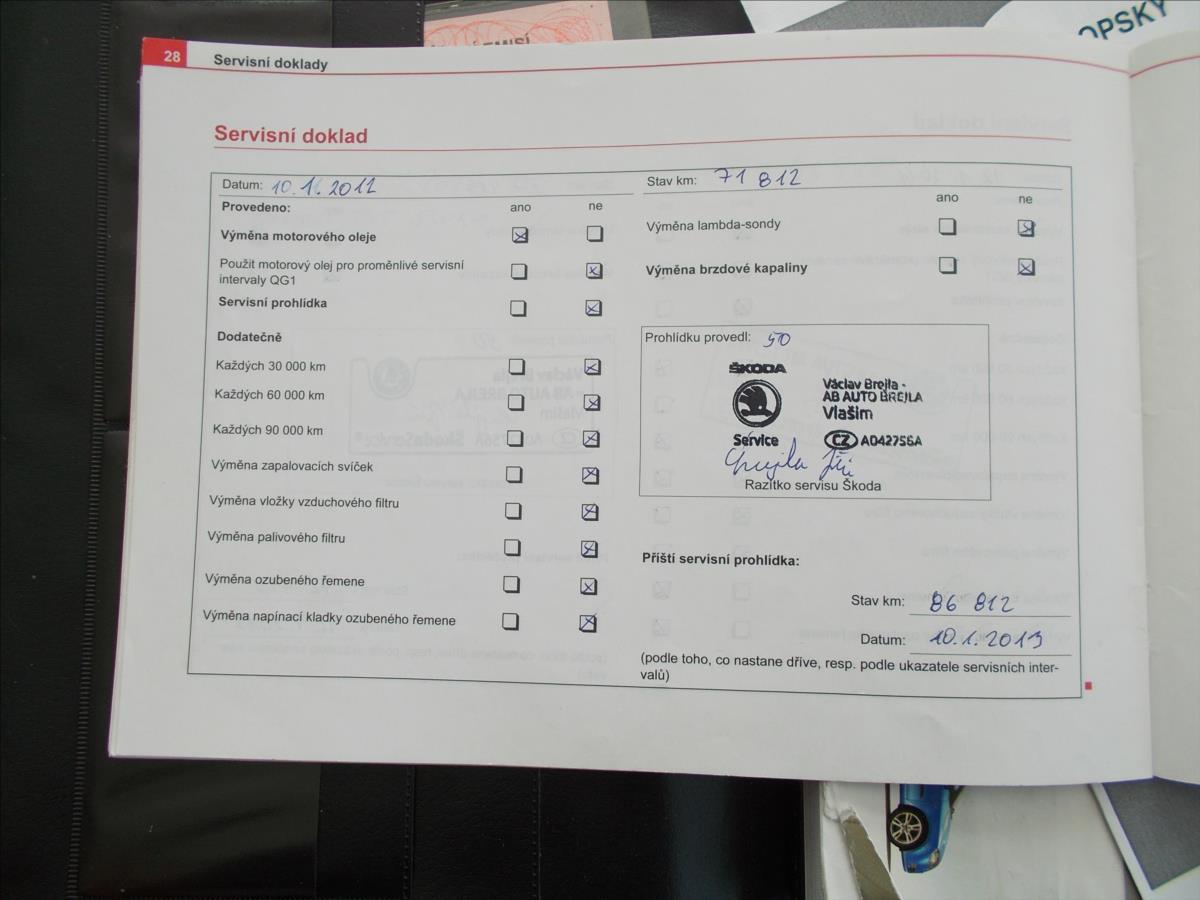 OPSKÝ
28 Servisní doklady
Servisní doklad
Datum: 10.1.2012
Provedeno: ano ne
Výměna motorového oleje
Použit motorový olej pro proměnlivé servisní
intervaly QG1
Servisní prohlídka
Dodatečně
Každých 30 000 km
Každých 60 000 km
Každých 90 000 km
Výměna zapalovacích svíček
Výměna vložky vzduchového filtru
Výměna palivového filtru
Výměna ozubeného řemene
Výměna napínací kladky ozubeného řemene
Stav km: 71 812
ano ne
Výměna lambda-sondy
Výměna brzdové kapaliny
Prohlídku provedl: 50
ŠKODA
Service
Václav Brejla -
AB AUTO BREJLA
Vlašim
CZ A042756A
Razítko servisu Škoda
Příští servisní prohlídka:
Stav km: 86 812
Datum: 10.1.2013
(podle toho, co nastane dříve, resp. podle ukazatele servisních inter-
valů)